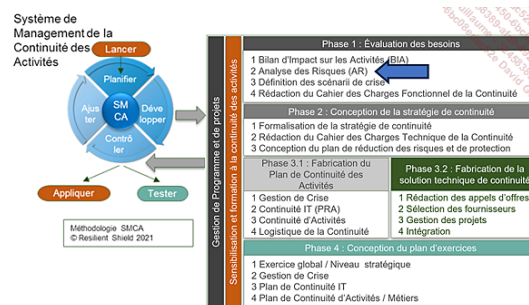 Système de
Management de la
Continuité des
Activités
Lancer
Planifier
Ajus
ter
SM
CA
Déve
lopper
Contrô
ler
Appliquer
Tester
Méthodologie SMCA
© Resilient Shield 2021
Gestion de Programme et de projets
Sensibilisation et formation à la continuité des activités
Phase 1 : Évaluation des besoins
1 Bilan d'Impact sur les Activités (BIA)
2 Analyse des Risques (AR)
3 Définition des scénarii de crise
4 Rédaction du Cahier des Charges Fonctionnel de la Continuité
Phase 2 : Conception de la stratégie de continuité
1 Formalisation de la stratégie de continuité
2 Rédaction du Cahier des Charges Technique de la Continuité
3 Conception du plan de réduction des risques et de protection
Phase 3.1 : Fabrication du
Plan de Continuité des
Activités
1 Gestion de Crise
2 Continuité IT (PRA)
3 Continuité d'Activités
4 Logistique de la Continuité
Phase 3.2 : Fabrication de la
solution technique de continuité
1 Rédaction des appels d'offres
2 Sélection des fournisseurs
3 Gestion des projets
4 Intégration
Phase 4 : Conception du plan d'exercices
1 Exercice global / Niveau stratégique
2 Gestion de Crise
3 Plan de Continuité IT
4 Plan de Continuité d'Activités / Métiers